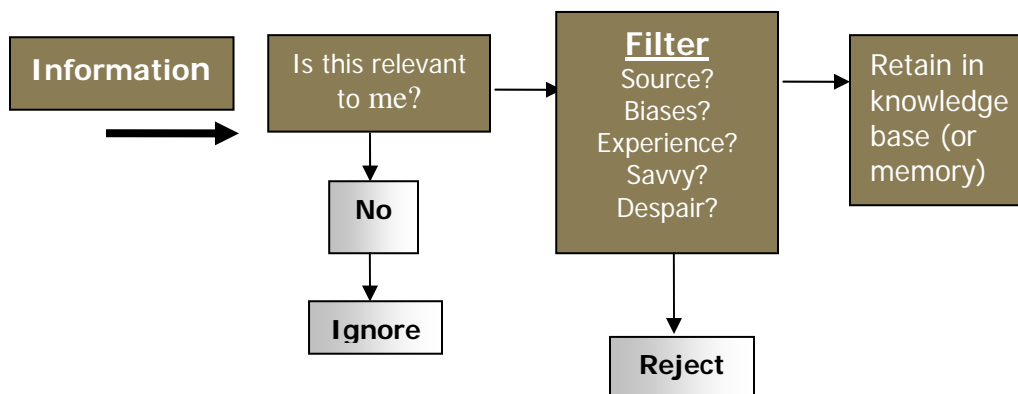 Information
Is this relevant
to me?
No
Ignore
Filter
Source?
Biases?
Experience?
Savvy?
Despair?
Reject
Retain in
knowledge
base (or
memory)